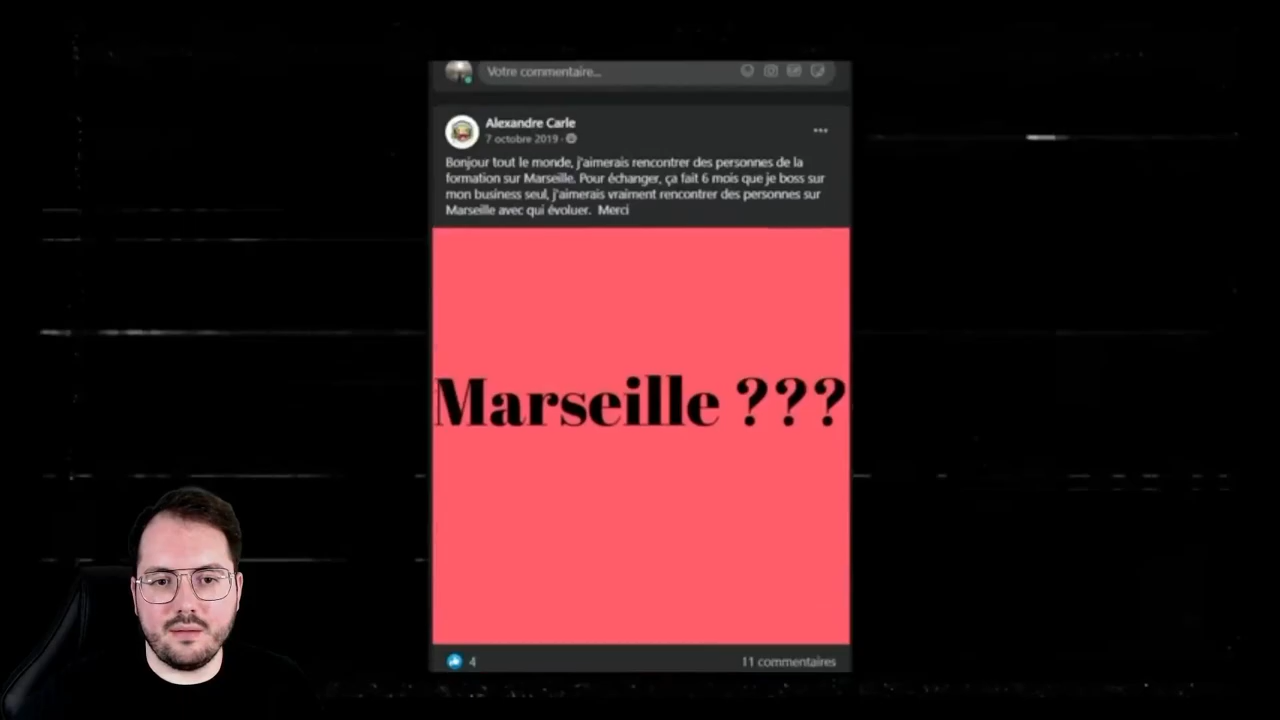 Votre commentaire...
Alexandre Carle
7 octobre 2019 ·
Bonjour tout le monde, j'aimerais rencontrer des personnes de la
formation sur Marseille. Pour échanger, ça fait 6 mois que je boss sur
mon business seul, j'aimerais vraiment rencontrer des personnes sur
Marseille avec qui évoluer. Merci
Marseille ???
4
11 commentaires